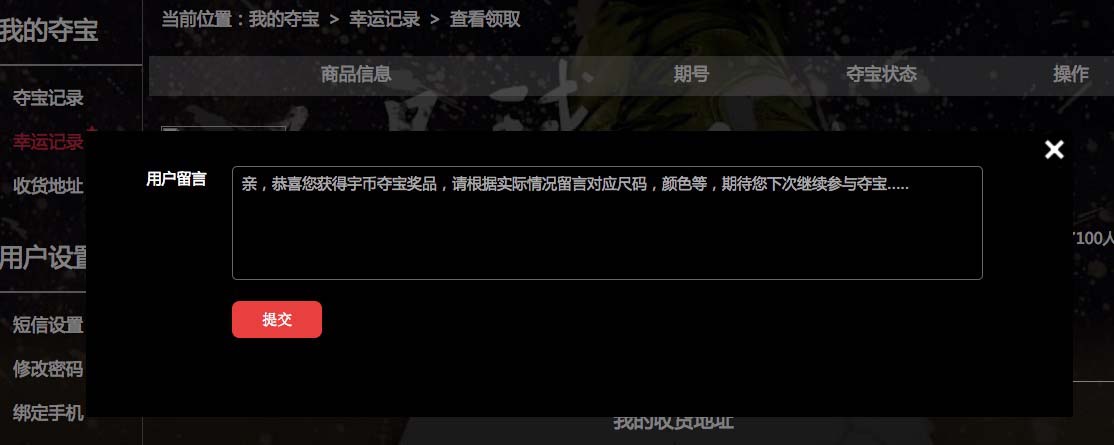 当前位置：我的夺宝 > 幸运记录 > 查看领取
我的夺宝
商品信息 期号 夺宝状态 操作
夺宝记录
幸运记录
收货地址
用户留言
亲，恭喜您获得宇币夺宝奖品，请根据实际情况留言对应尺码，颜色等，期待您下次继续参与夺宝.....
100人
用户设置
提交
短信设置
修改密码
绑定手机
我的收货地址